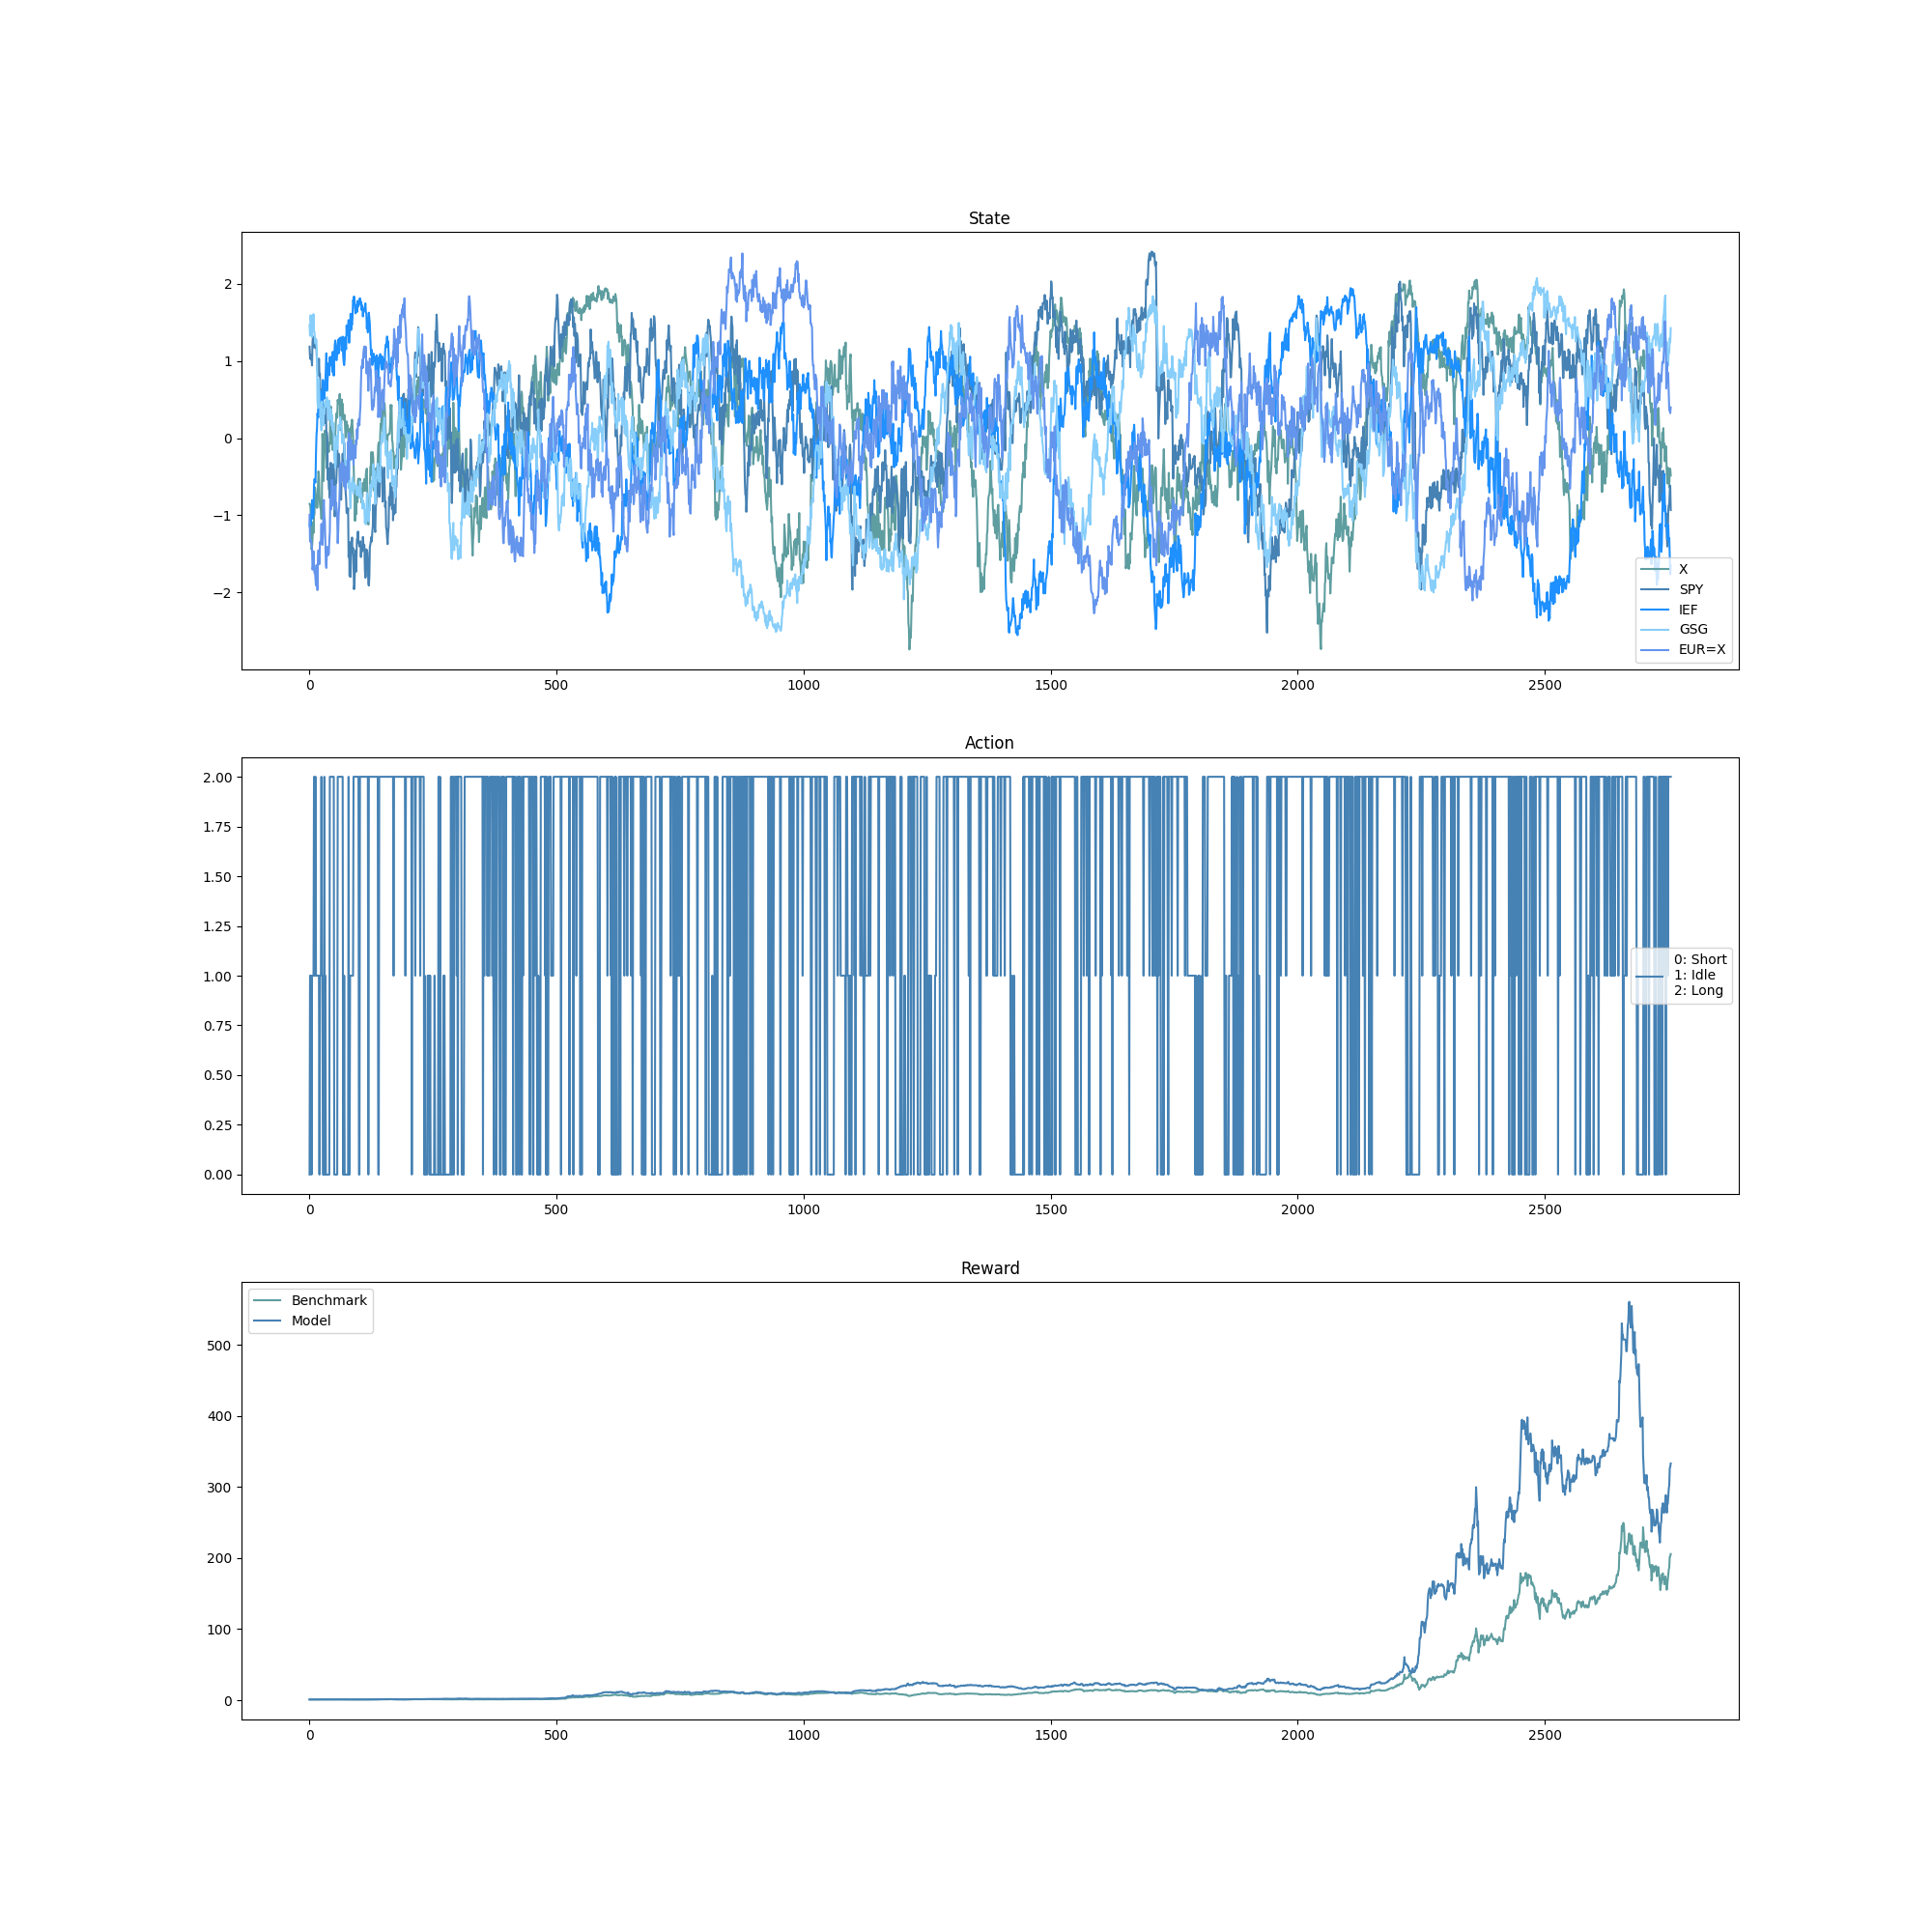 State
2
1
0
−1
−2
0 500 1000 1500 2000 2500
X
SPY
IEF
GSG
EUR=X
Action
2.00
1.75
1.50
1.25
1.00
0.75
0.50
0.25
0.00
0 500 1000 1500 2000 2500
0: Short
1: Idle
2: Long
Reward
Benchmark
Model
500
400
300
200
100
0
0 500 1000 1500 2000 2500